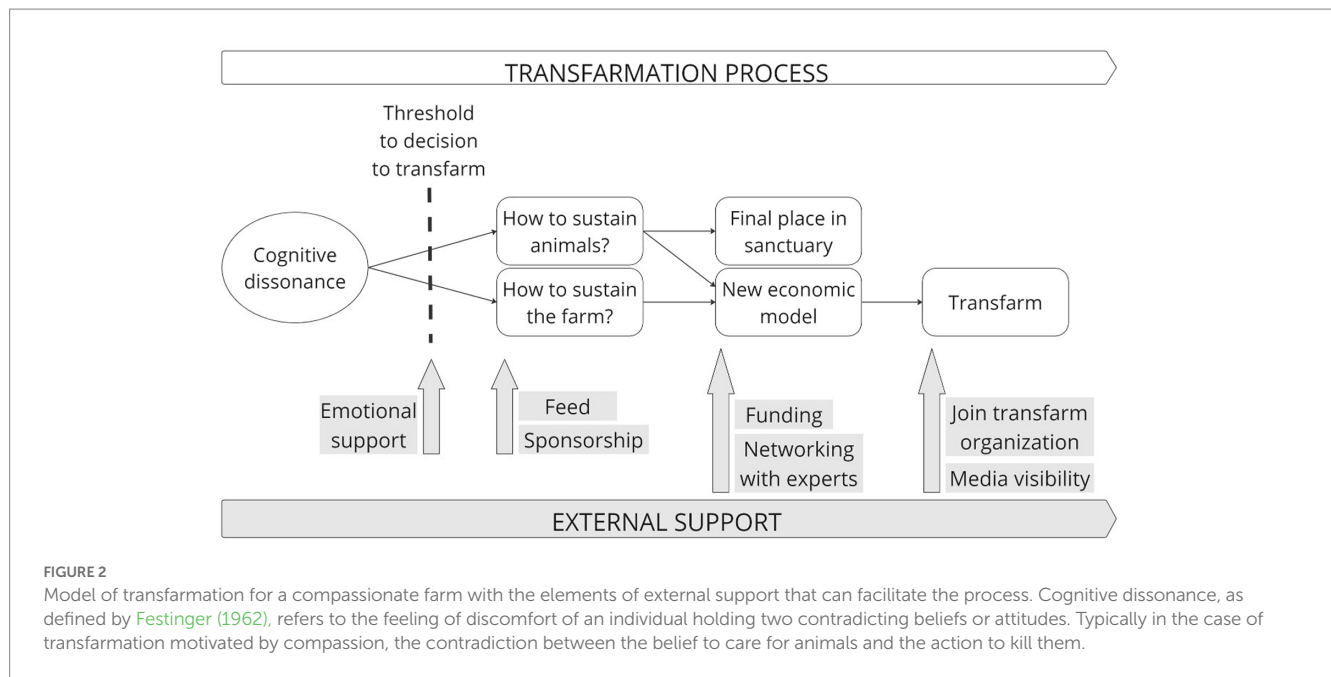 TRANSFARMATION PROCESS
Threshold
to decision
to transfarm
Cognitive
dissonance
How to sustain
animals?
How to sustain
the farm?
Final place in
sanctuary
New economic
model
Transfarm
Emotional
support
Feed
Sponsorship
Funding
Networking
with experts
Join transfarm
organization
Media visibility
EXTERNAL SUPPORT
FIGURE 2
Model of transfarmation for a compassionate farm with the elements of external support that can facilitate the process. Cognitive dissonance, as
defined by Festinger (1962), refers to the feeling of discomfort of an individual holding two contradicting beliefs or attitudes. Typically in the case of
transfarmation motivated by compassion, the contradiction between the belief to care for animals and the action to kill them.